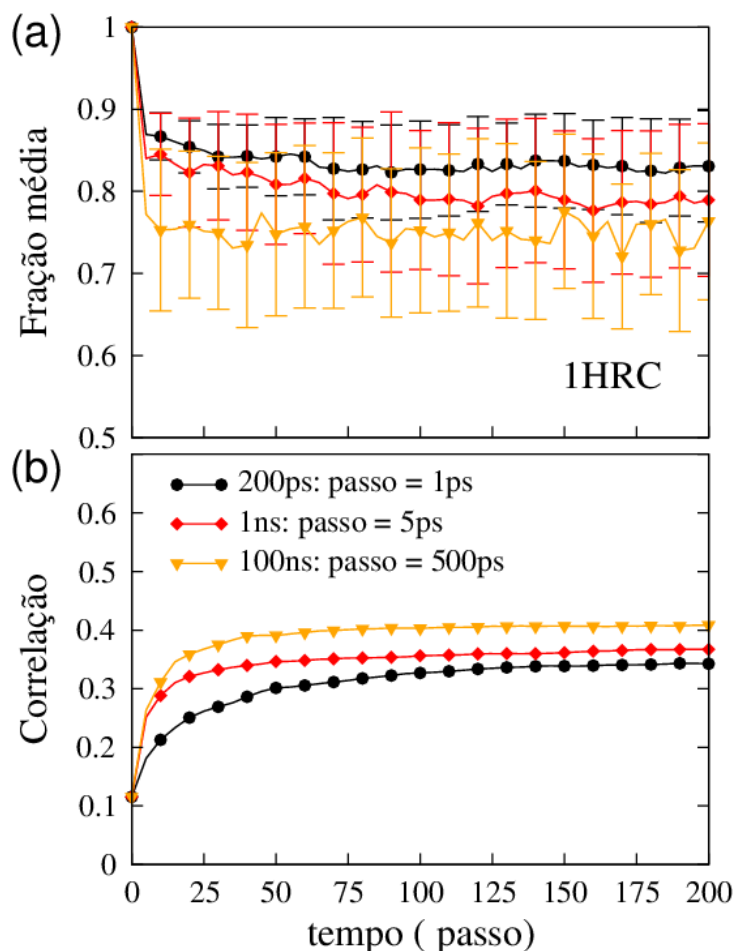 (a)
1
0.9
0.8
0.7
0.6
0.5
Fração média
1HRC
(b)
0.6
0.5
0.4
0.3
0.2
0.1
0
Correlação
200ps: passo = 1ps
1ns: passo = 5ps
100ns: passo = 500ps
0 25 50 75 100 125 150 175 200
tempo ( passo)